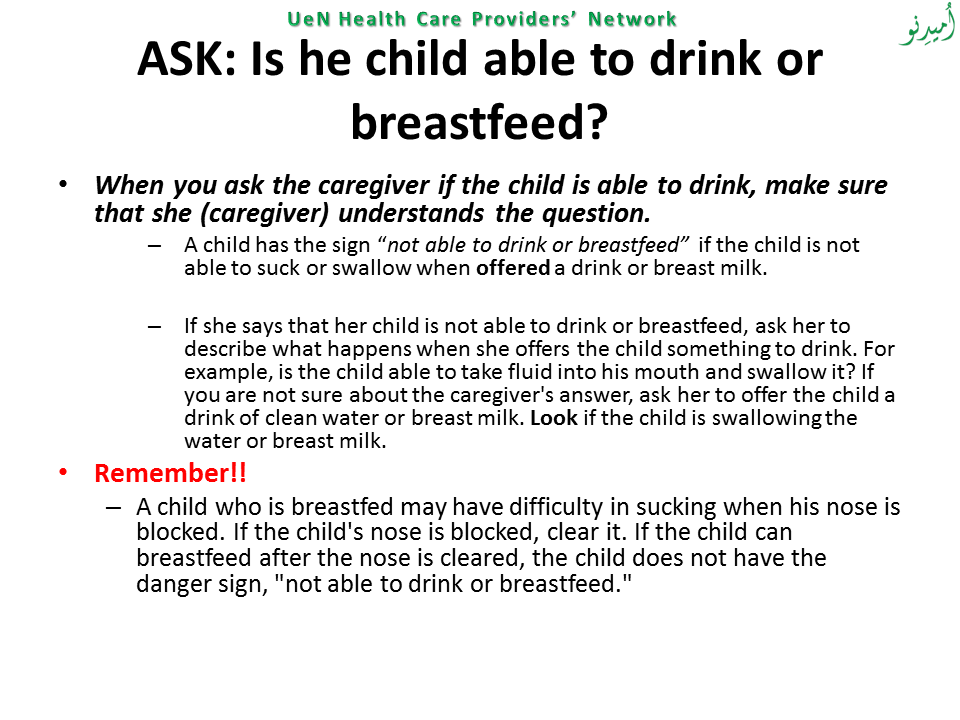 UeN Health Care Providers’ Network
اُمیدِنو
ASK: Is he child able to drink or
breastfeed?
• When you ask the caregiver if the child is able to drink, make sure
that she (caregiver) understands the question.
– A child has the sign “not able to drink or breastfeed” if the child is not
able to suck or swallow when offered a drink or breast milk.
– If she says that her child is not able to drink or breastfeed, ask her to
describe what happens when she offers the child something to drink. For
example, is the child able to take fluid into his mouth and swallow it? If
you are not sure about the caregiver's answer, ask her to offer the child a
drink of clean water or breast milk. Look if the child is swallowing the
water or breast milk.
• Remember!!
– A child who is breastfed may have difficulty in sucking when his nose is
blocked. If the child's nose is blocked, clear it. If the child can
breastfeed after the nose is cleared, the child does not have the
danger sign, "not able to drink or breastfeed."